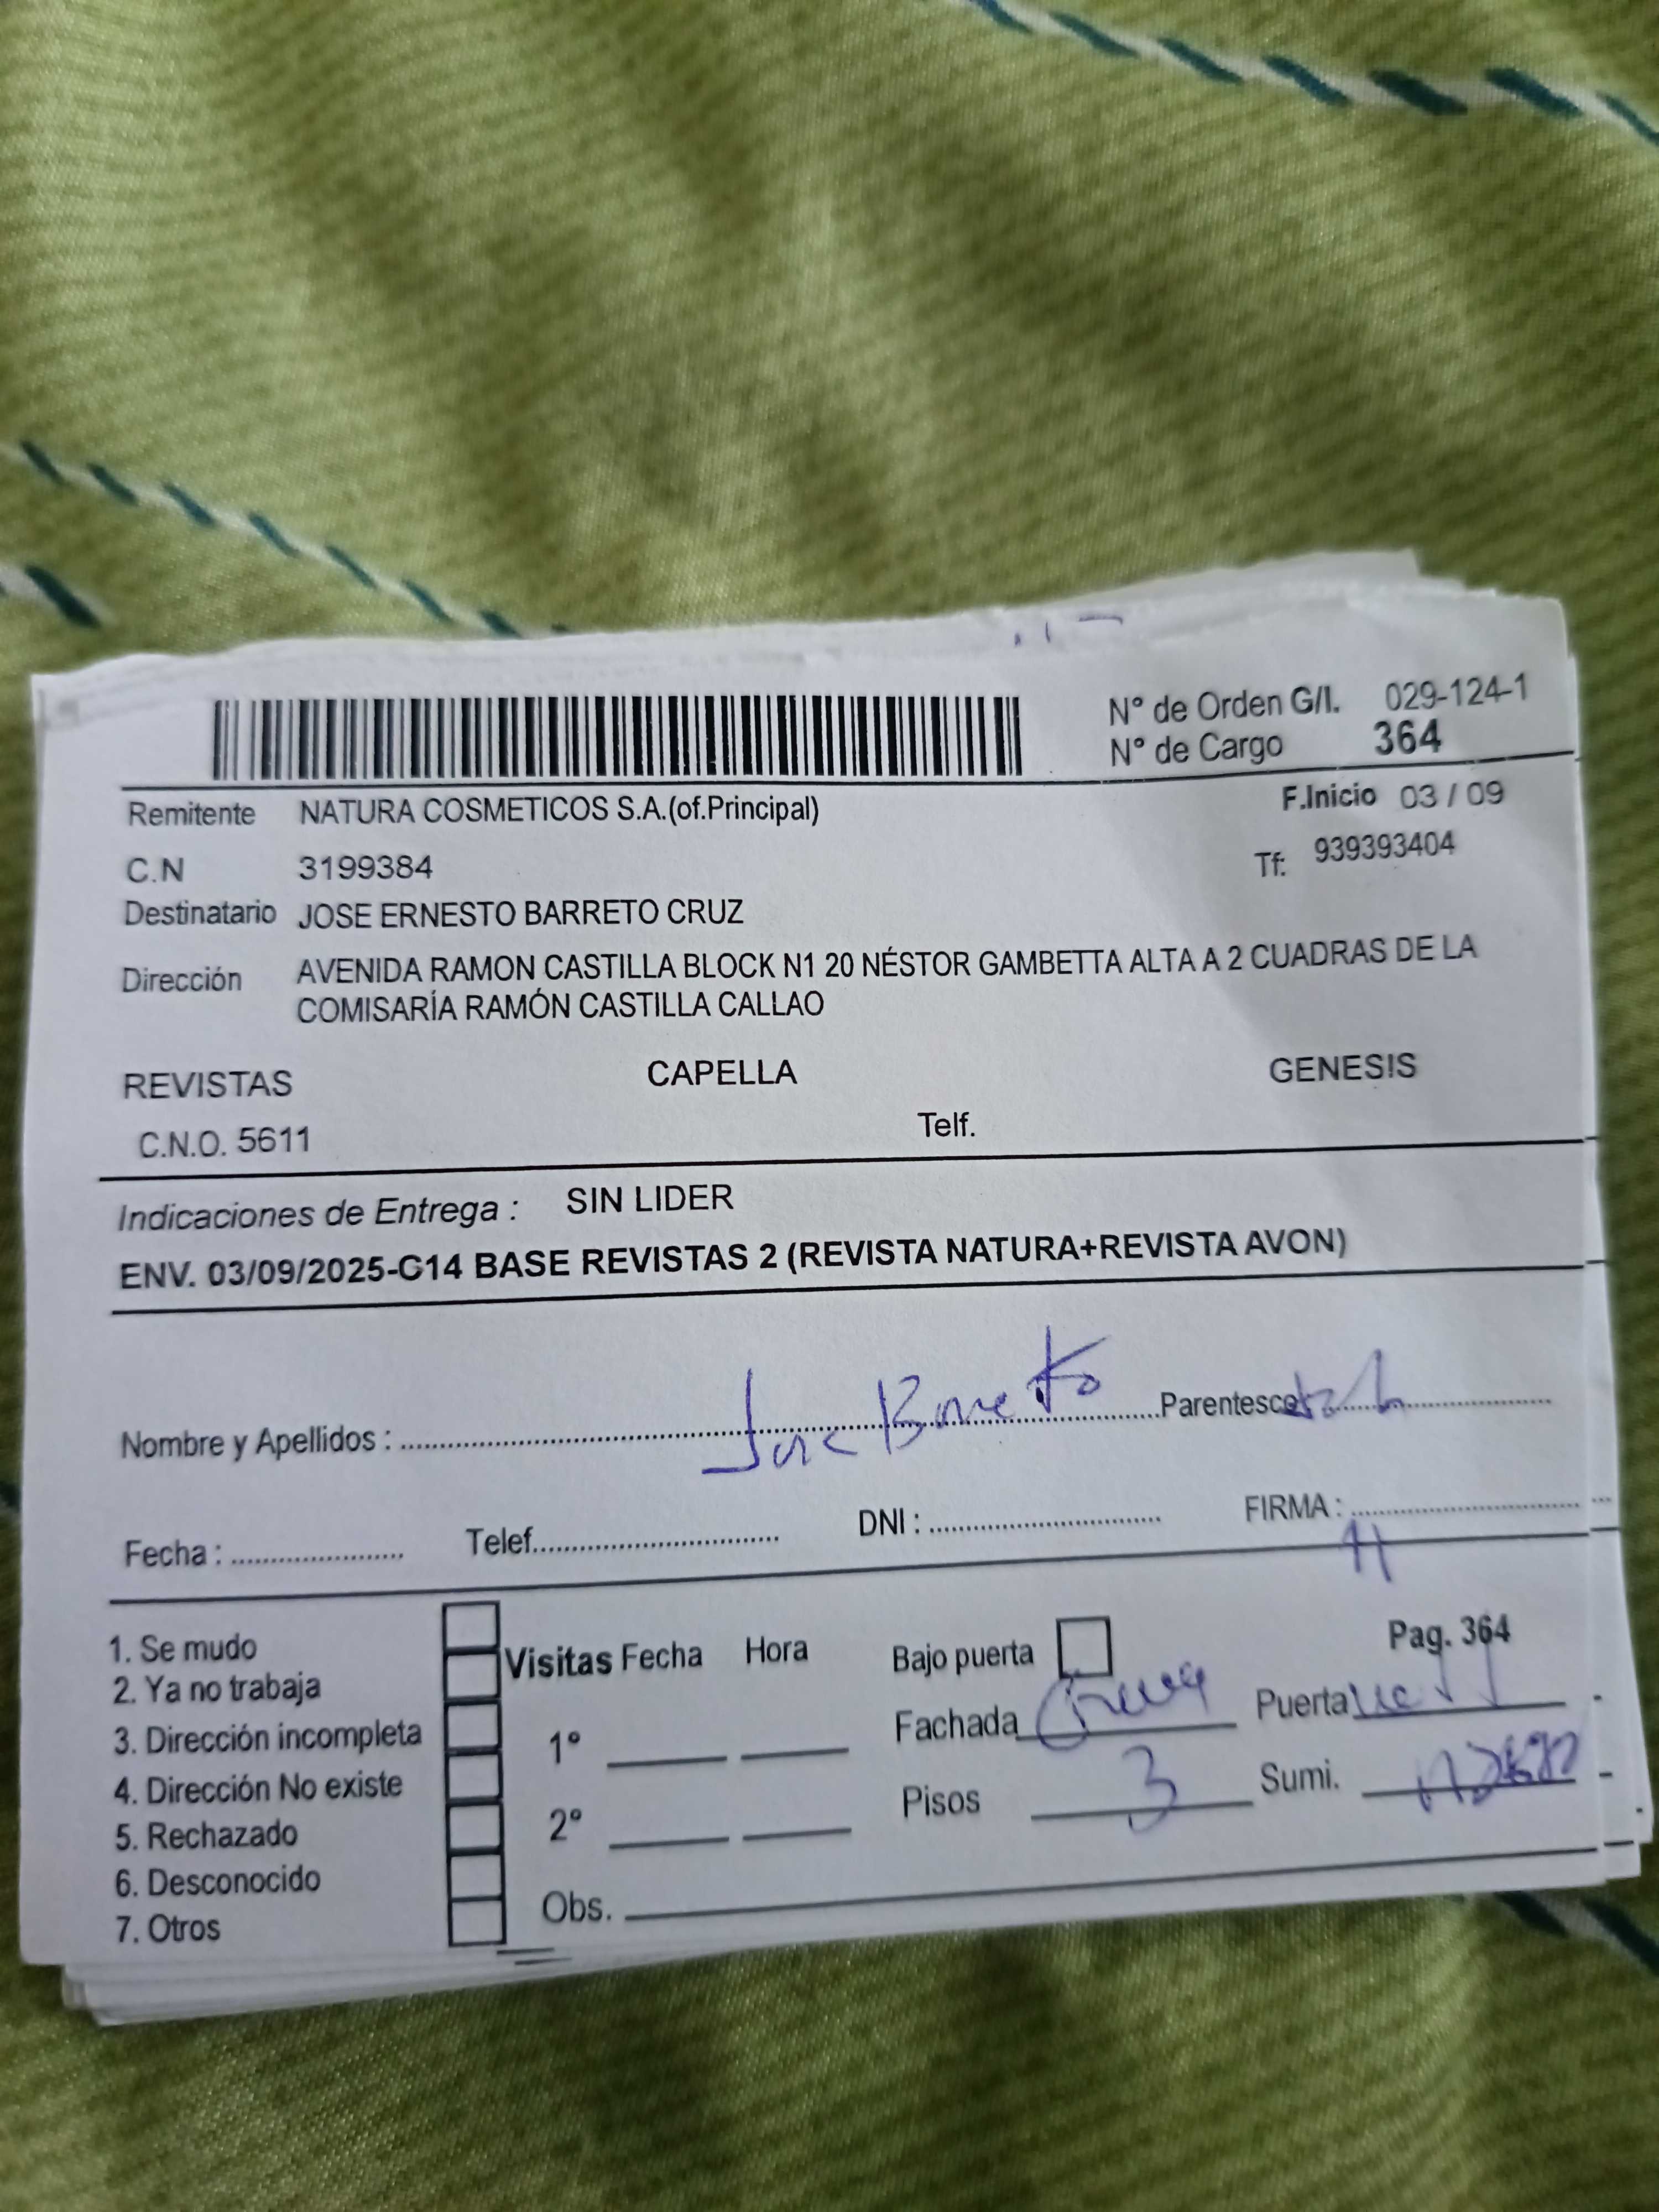 N° de Orden G/I. 029-124-1
N° de Cargo 364
Remitente NATURA COSMETICOS S.A.(of.Principal) F.Inicio 03 / 09
C.N 3199384 Tf: 939393404
Destinatario JOSE ERNESTO BARRETO CRUZ
Dirección AVENIDA RAMON CASTILLA BLOCK N1 20 NÉSTOR GAMBETTA ALTA A 2 CUADRAS DE LA
COMISARÍA RAMÓN CASTILLA CALLAO
REVISTAS CAPELLA GENESIS
C.N.O. 5611 Telf.
Indicaciones de Entrega : SIN LIDER
ENV. 03/09/2025-C14 BASE REVISTAS 2 (REVISTA NATURA+REVISTA AVON)
Nombre y Apellidos : Jose Barreto Parentesco
Fecha : Telef. DNI : FIRMA :
1. Se mudo
2. Ya no trabaja
3. Dirección incompleta
4. Dirección No existe
5. Rechazado
6. Desconocido
7. Otros
Visitas Fecha Hora
1°
2°
Obs.
Bajo puerta Pag. 364
Fachada Puerta
Pisos 3 Sumi.